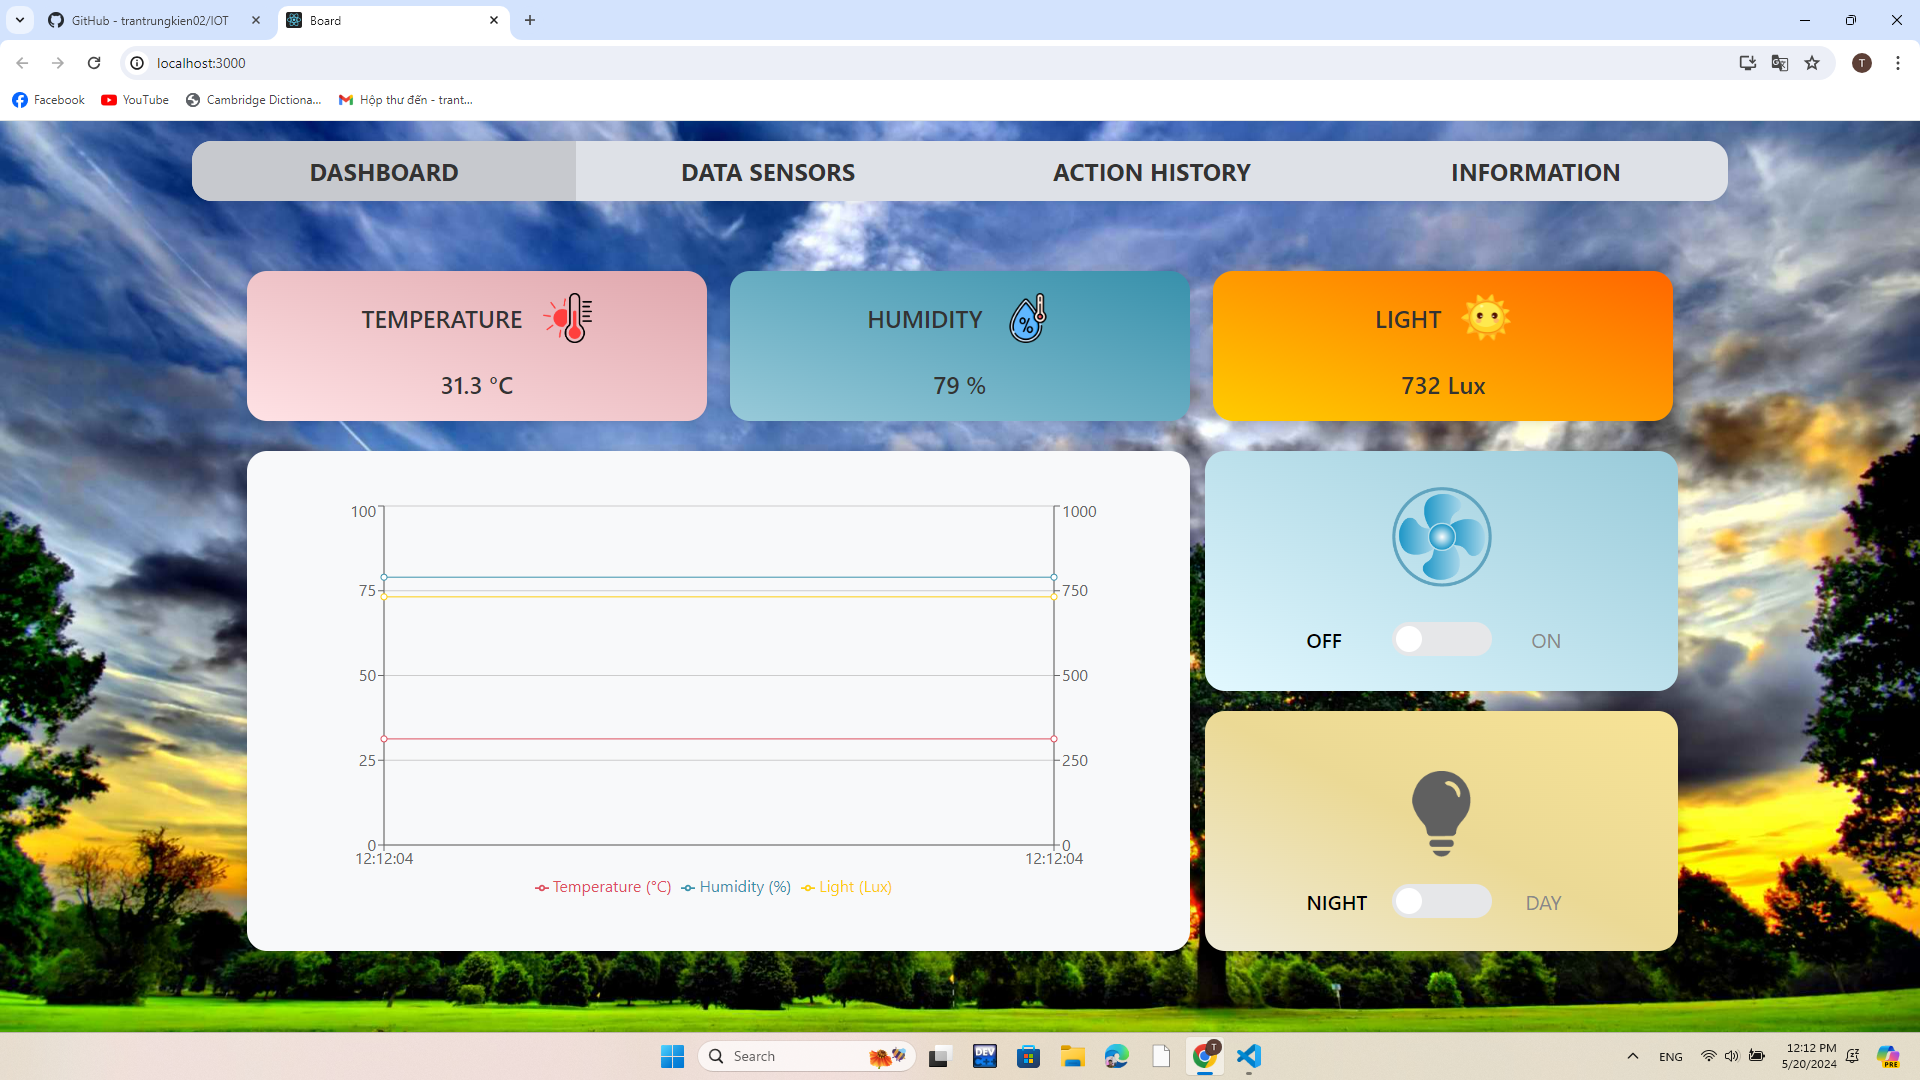 GitHub - trantrungkien02/IOT
Board
localhost:3000
T
Facebook
YouTube
Cambridge Dictiona...
Hộp thư đến - trant...
DASHBOARD
DATA SENSORS
ACTION HISTORY
INFORMATION
TEMPERATURE
31.3 °C
HUMIDITY
%
79 %
LIGHT
732 Lux
100
75
50
25
0
1000
750
500
250
0
12:12:04
12:12:04
Temperature (°C)
Humidity (%)
Light (Lux)
OFF
ON
NIGHT
DAY
Search
DEV
T
ENG
12:12 PM
5/20/2024
PRE